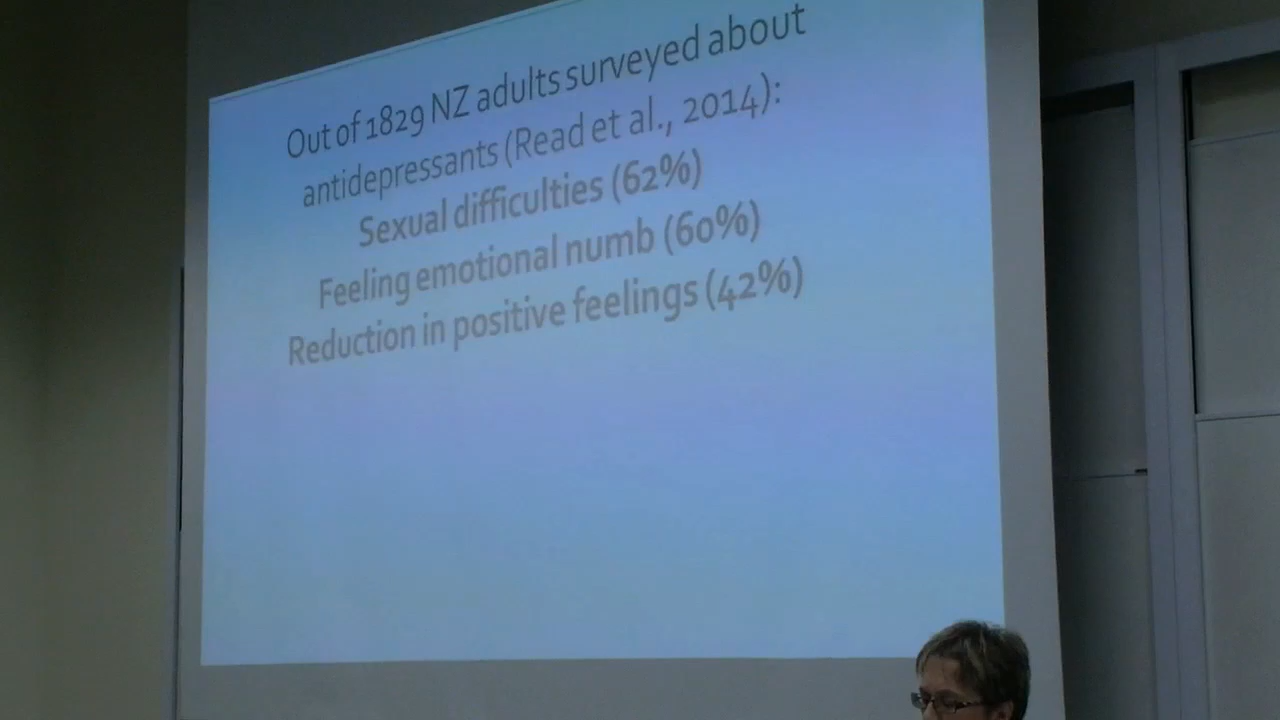 Out of 1829 NZ adults surveyed about
antidepressants (Read et al., 2014):
Sexual difficulties (62%)
Feeling emotional numb (60%)
Reduction in positive feelings (42%)